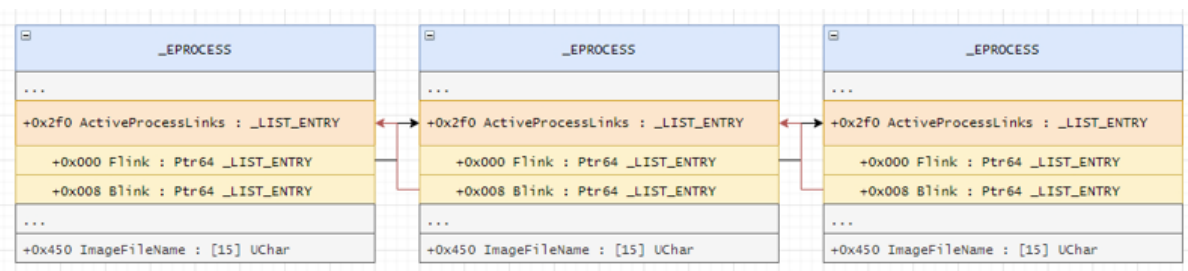 _EPROCESS
...
+0x2f0 ActiveProcessLinks : _LIST_ENTRY
+0x000 Flink : Ptr64 _LIST_ENTRY
+0x008 Blink : Ptr64 _LIST_ENTRY
...
+0x450 ImageFileName : [15] UChar
_EPROCESS
...
+0x2f0 ActiveProcessLinks : _LIST_ENTRY
+0x000 Flink : Ptr64 _LIST_ENTRY
+0x008 Blink : Ptr64 _LIST_ENTRY
...
+0x450 ImageFileName : [15] UChar
_EPROCESS
...
+0x2f0 ActiveProcessLinks : _LIST_ENTRY
+0x000 Flink : Ptr64 _LIST_ENTRY
+0x008 Blink : Ptr64 _LIST_ENTRY
...
+0x450 ImageFileName : [15] UChar